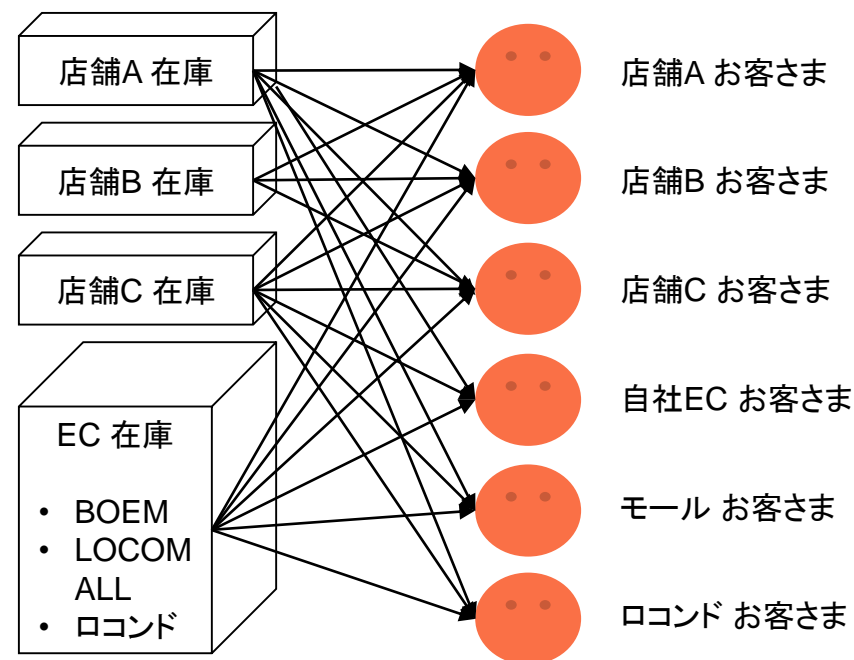 店舗A 在庫
店舗A お客さま
店舗B 在庫
店舗B お客さま
店舗C 在庫
店舗C お客さま
自社EC お客さま
EC 在庫
• BOEM
• LOCOM
ALL
• ロコンド
モール お客さま
ロコンド お客さま